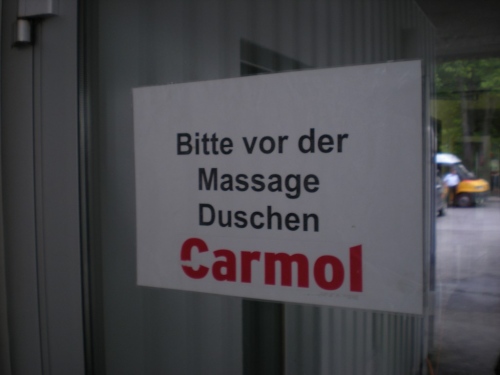 Bitte vor der
Massage
Duschen
Carmol